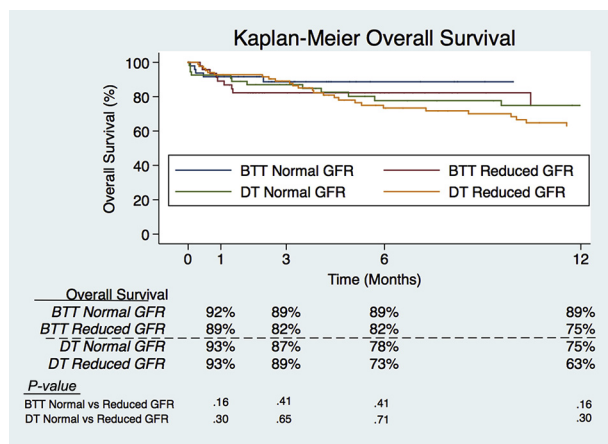 Kaplan-Meier Overall Survival
Overall Survival (%)
100
80
60
40
20
0
BTT Normal GFR BTT Reduced GFR
DT Normal GFR DT Reduced GFR
0 1 3 6 12
Time (Months)
Overall Survival
BTT Normal GFR 92% 89% 89% 89%
BTT Reduced GFR 89% 82% 82% 75%
DT Normal GFR 93% 87% 78% 75%
DT Reduced GFR 93% 89% 73% 63%
P-value
BTT Normal vs Reduced GFR .16 .41 .41 .16
DT Normal vs Reduced GFR .30 .65 .71 .30